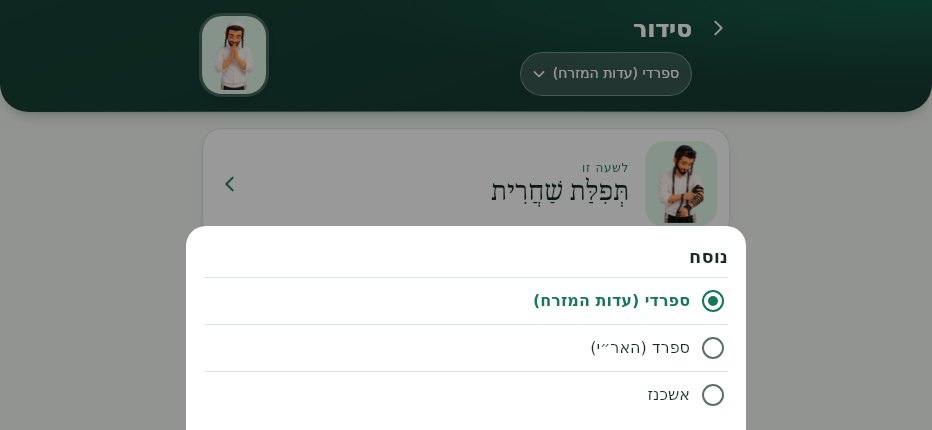 סידור
ספרדי (עדות המזרח)
לשעה זו
תְּפִלַּת שַׁחֲרִית
נוסח
ספרדי (עדות המזרח)
ספרד (האר״י)
אשכנז